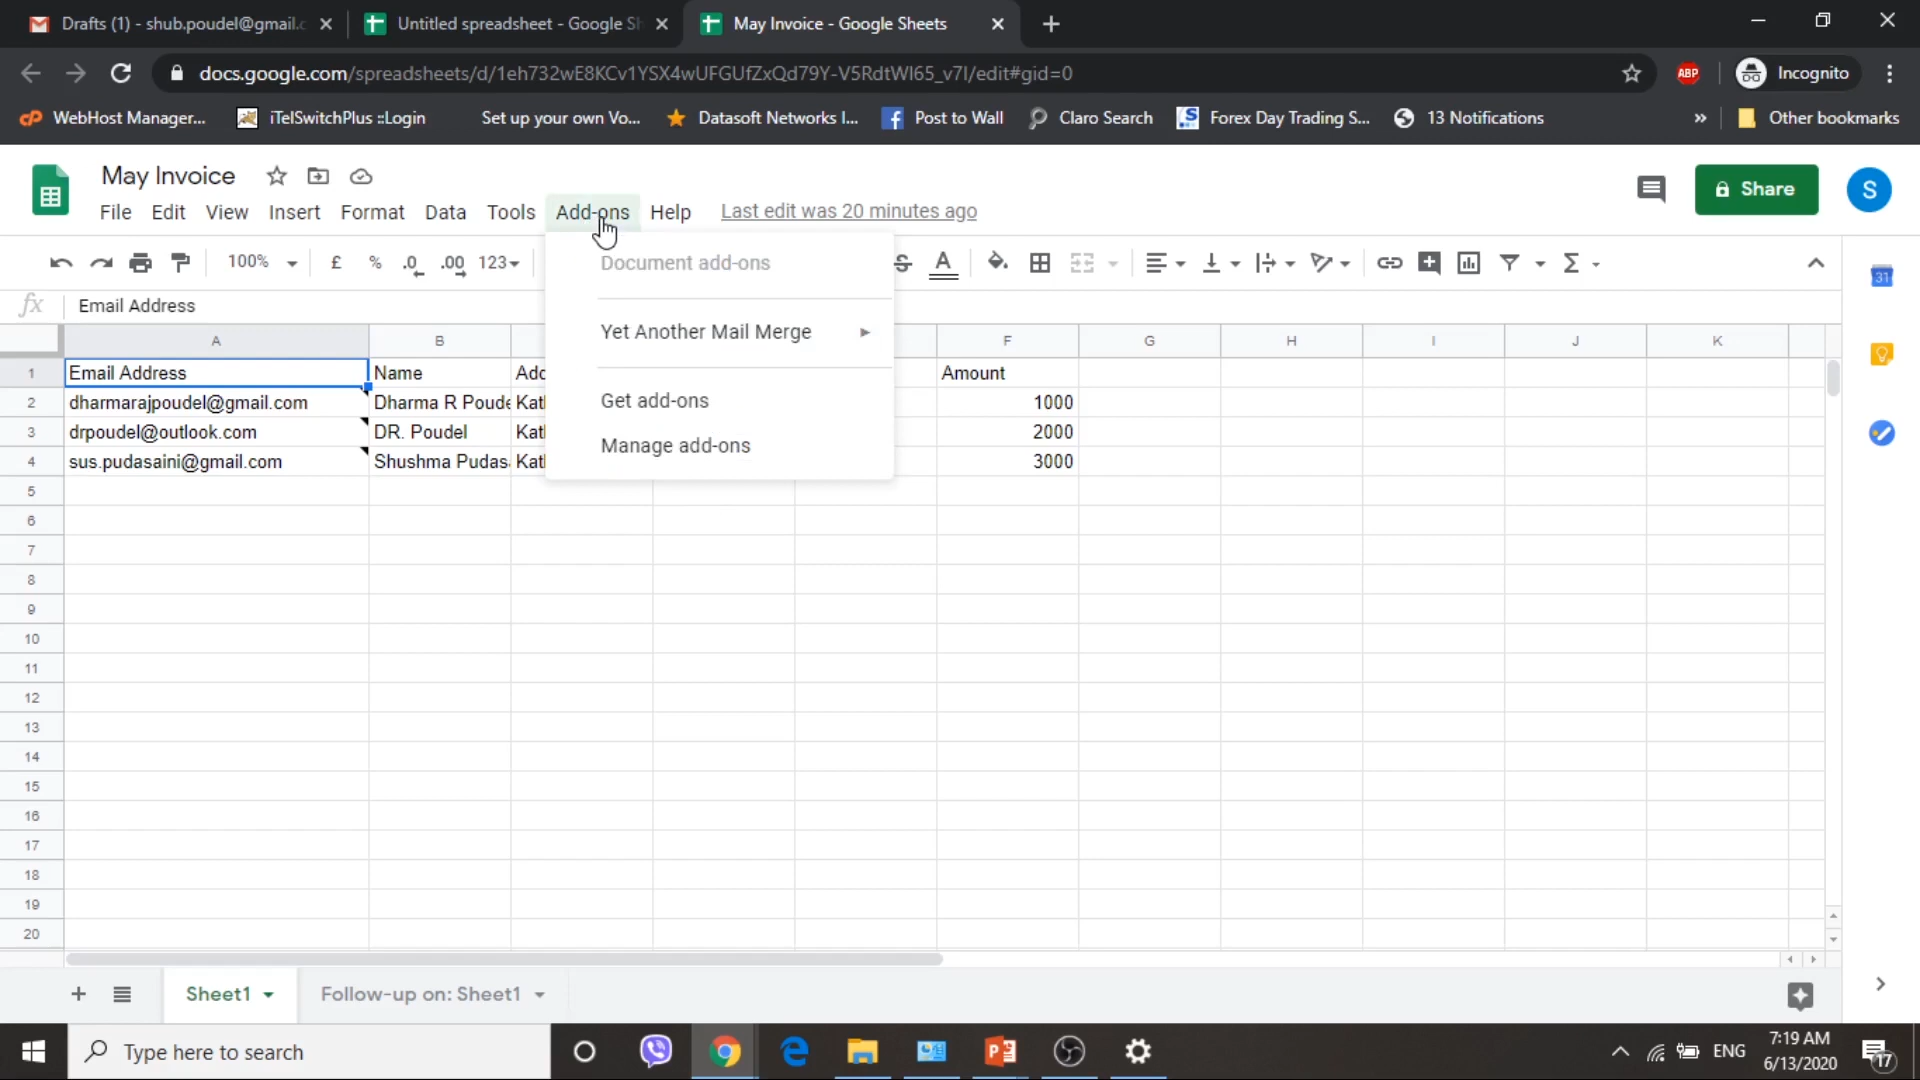 Drafts (1) - shub.poudel@gmail.c
Untitled spreadsheet - Google Sh
May Invoice - Google Sheets
docs.google.com/spreadsheets/d/1eh732wE8KCv1YSX4wUFGUfZxQd79Y-V5RdtWl65_v7I/edit#gid=0
ABP
Incognito
WebHost Manager...
iTelSwitchPlus ::Login
Set up your own Vo...
Datasoft Networks I...
Post to Wall
Claro Search
Forex Day Trading S...
13 Notifications
»
Other bookmarks
May Invoice
Share
S
File Edit View Insert Format Data Tools Add-ons Help Last edit was 20 minutes ago
100% £ % .0 .00 123
31
fx Email Address
Document add-ons
Yet Another Mail Merge
Get add-ons
Manage add-ons
A B F G H I J K
1 Email Address Name Amount
2 dharmarajpoudel@gmail.com Dharma R Poude 1000
3 drpoudel@outlook.com DR. Poudel 2000
4 sus.pudasaini@gmail.com Shushma Pudas 3000
5
6
7
8
9
10
11
12
13
14
15
16
17
18
19
20
Sheet1 Follow-up on: Sheet1
Type here to search
ENG
7:19 AM
6/13/2020
17